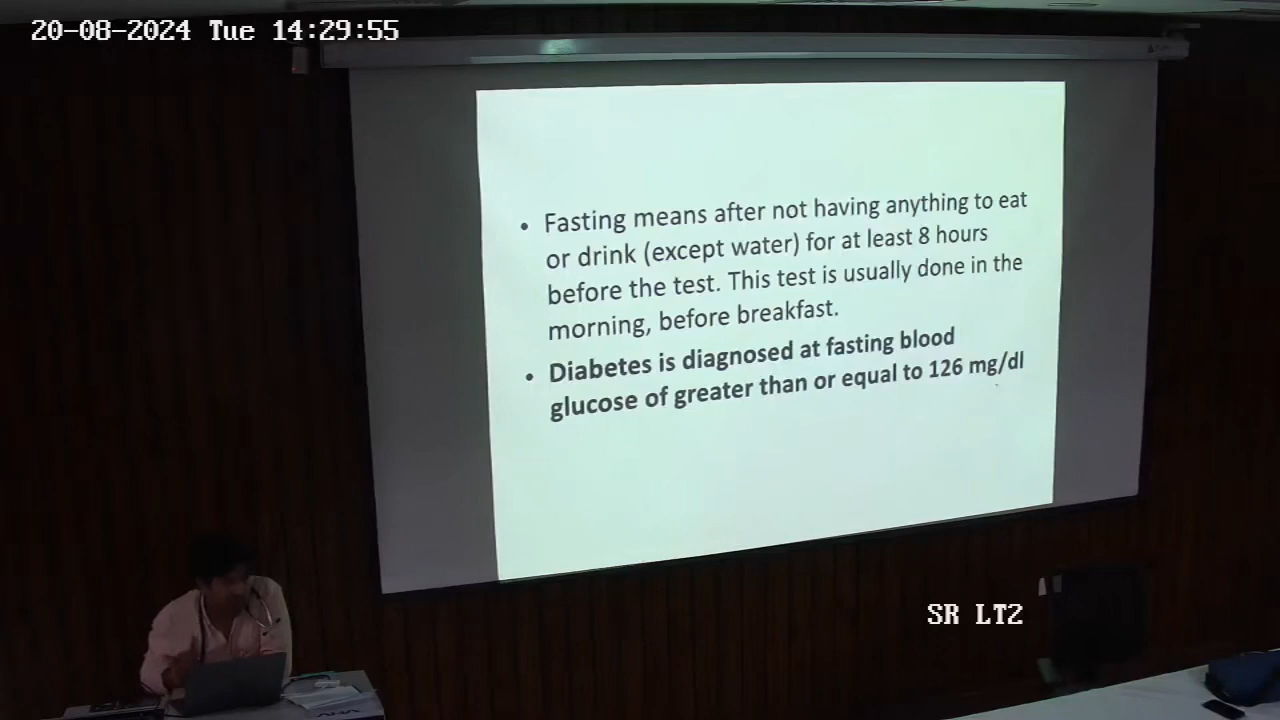 20-08-2024 Tue 14:29:55
• Fasting means after not having anything to eat
or drink (except water) for at least 8 hours
before the test. This test is usually done in the
morning, before breakfast.
• Diabetes is diagnosed at fasting blood
glucose of greater than or equal to 126 mg/dl
SR LT2